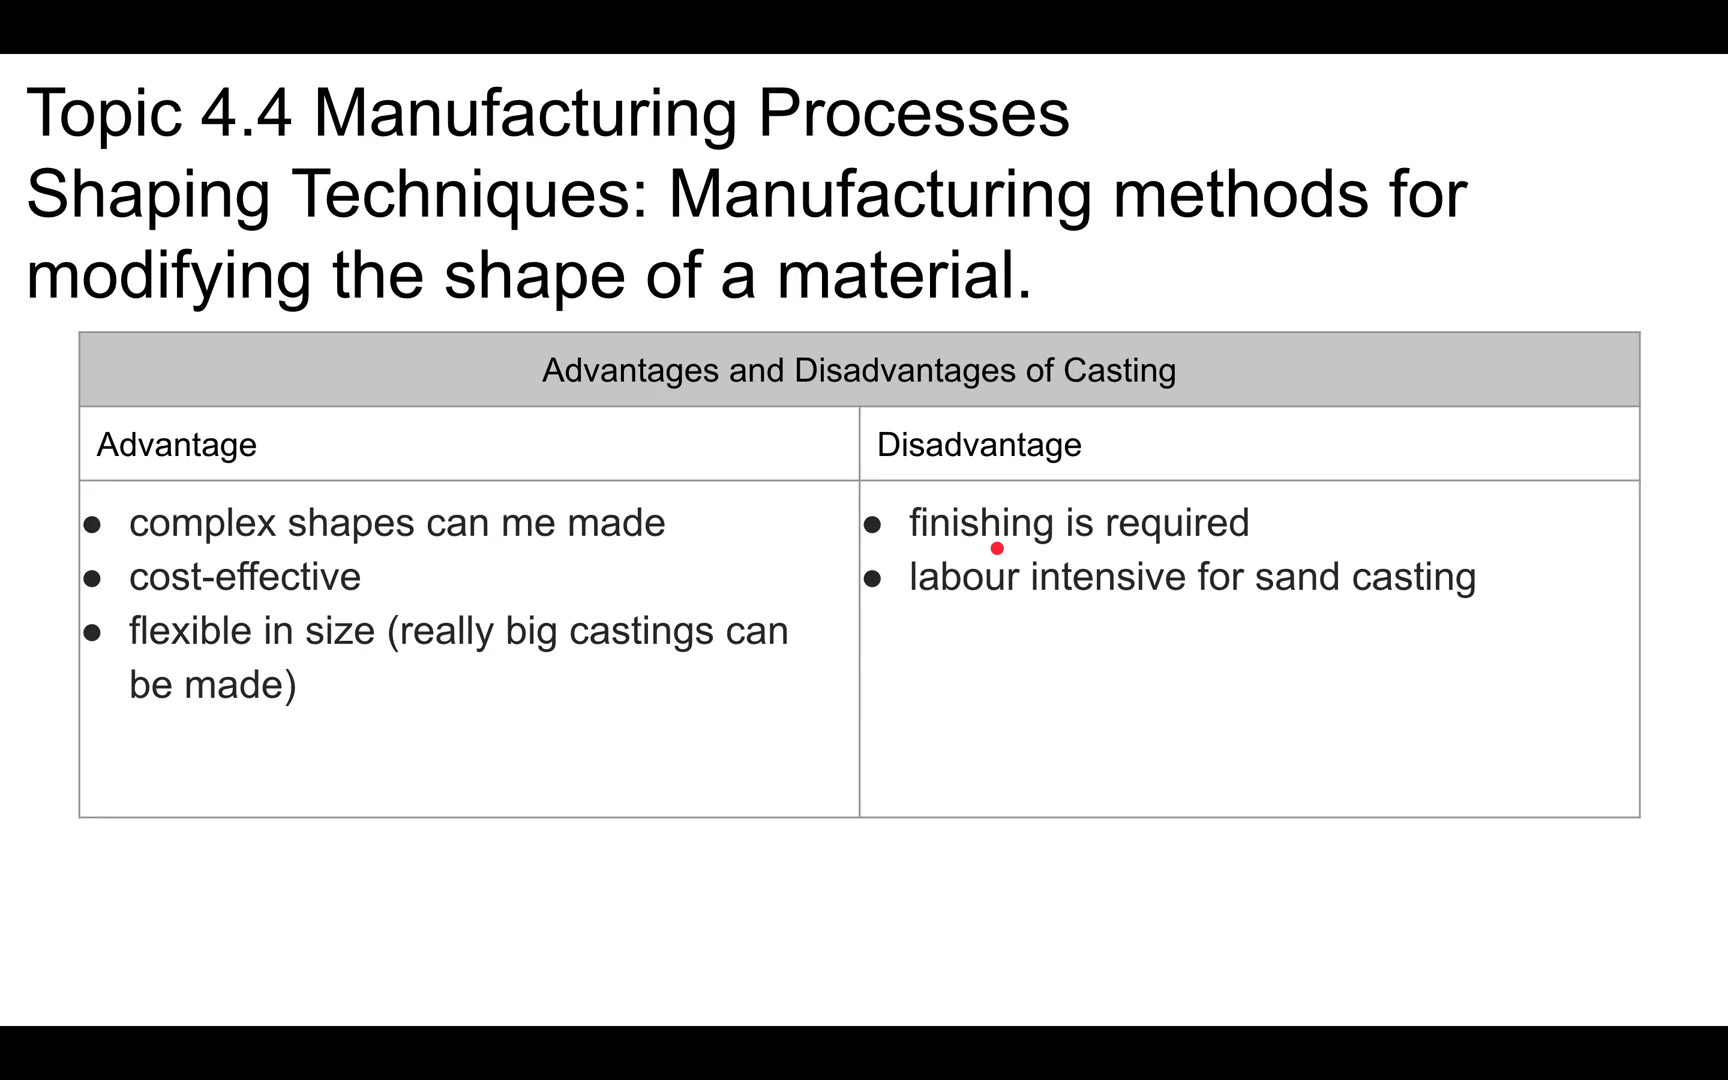 Topic 4.4 Manufacturing Processes
Shaping Techniques: Manufacturing methods for
modifying the shape of a material.
Advantages and Disadvantages of Casting
Advantage
Disadvantage
● complex shapes can me made
● cost-effective
● flexible in size (really big castings can
be made)
● finishing is required
● labour intensive for sand casting